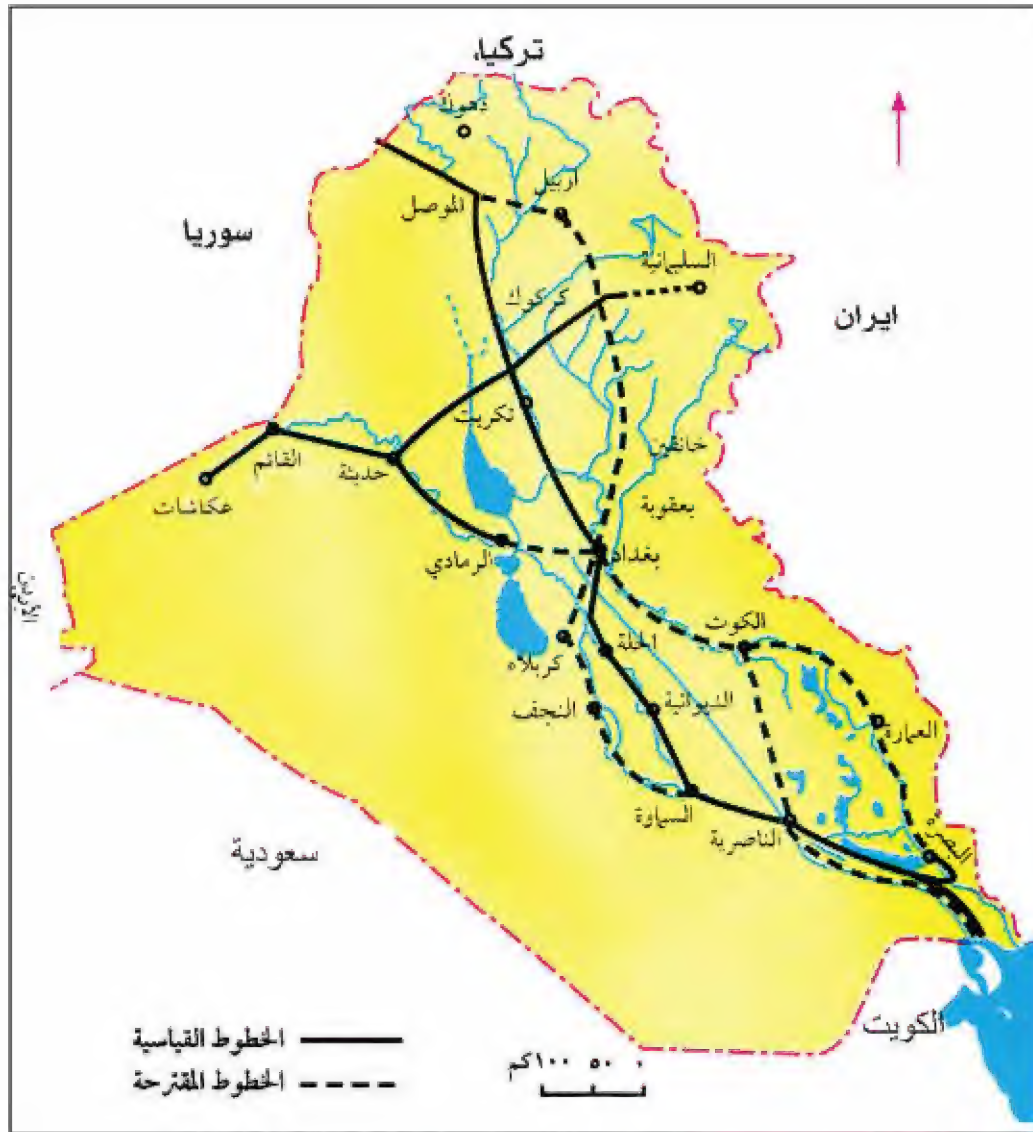 تركيا
دهوك
اربيل
الموصل
سوريا
السليمانية
كركوك
ايران
تكريت
خانقين
القائم
حديثة
عكاشات
بعقوبة
بغداد
الرمادي
الأردن
الكوت
الحلة
كربلاء
الديوانية
النجف
العمارة
السماوة
الناصرية
البصرة
سعودية
الكويت
الخطوط القياسية
الخطوط المقترحة
٠ ٥٠ ١٠٠كم